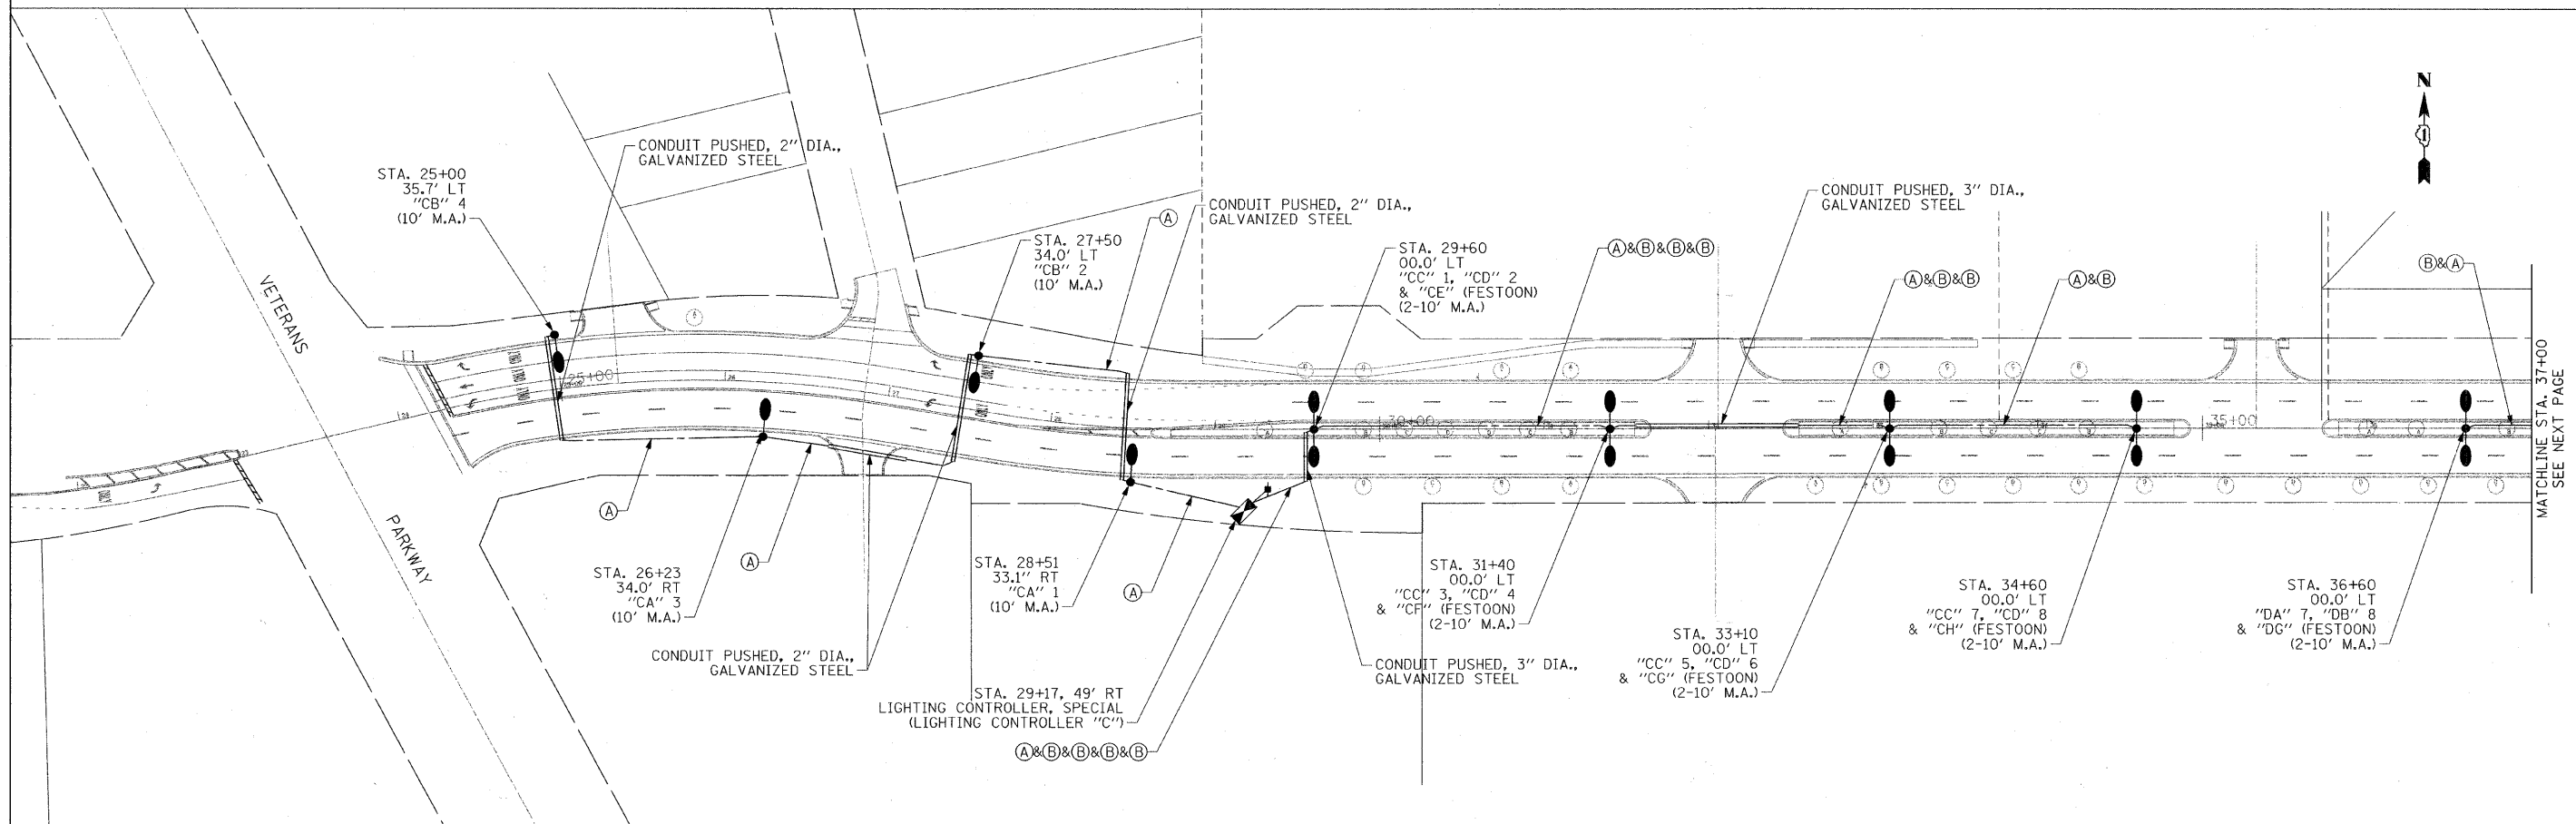 N
CONDUIT PUSHED, 2" DIA.,
GALVANIZED STEEL
STA. 25+00
35.7' LT
"CB" 4
(10' M.A.)
CONDUIT PUSHED, 2" DIA.,
GALVANIZED STEEL
A
STA. 27+50
34.0' LT
"CB" 2
(10' M.A.)
STA. 29+60
00.0' LT
"CC" 1, "CD" 2
& "CE" (FESTOON)
(2-10' M.A.)
A&B&B&B
CONDUIT PUSHED, 3" DIA.,
GALVANIZED STEEL
A&B&B
A&B
B&A
VETERANS
PARKWAY
25+00
30+00
35+00
MATCHLINE STA. 37+00
SEE NEXT PAGE
A
A
STA. 26+23
34.0' RT
"CA" 3
(10' M.A.)
CONDUIT PUSHED, 2" DIA.,
GALVANIZED STEEL
STA. 28+51
33.1" RT
"CA" 1
(10' M.A.)
A
STA. 29+17, 49' RT
LIGHTING CONTROLLER, SPECIAL
(LIGHTING CONTROLLER "C")
A&B&B&B&B
CONDUIT PUSHED, 3" DIA.,
GALVANIZED STEEL
STA. 31+40
00.0' LT
"CC" 3, "CD" 4
& "CF" (FESTOON)
(2-10' M.A.)
STA. 33+10
00.0' LT
"CC" 5, "CD" 6
& "CG" (FESTOON)
(2-10' M.A.)
STA. 34+60
00.0' LT
"CC" 7, "CD" 8
& "CH" (FESTOON)
(2-10' M.A.)
STA. 36+60
00.0' LT
"DA" 7, "DB" 8
& "DG" (FESTOON)
(2-10' M.A.)